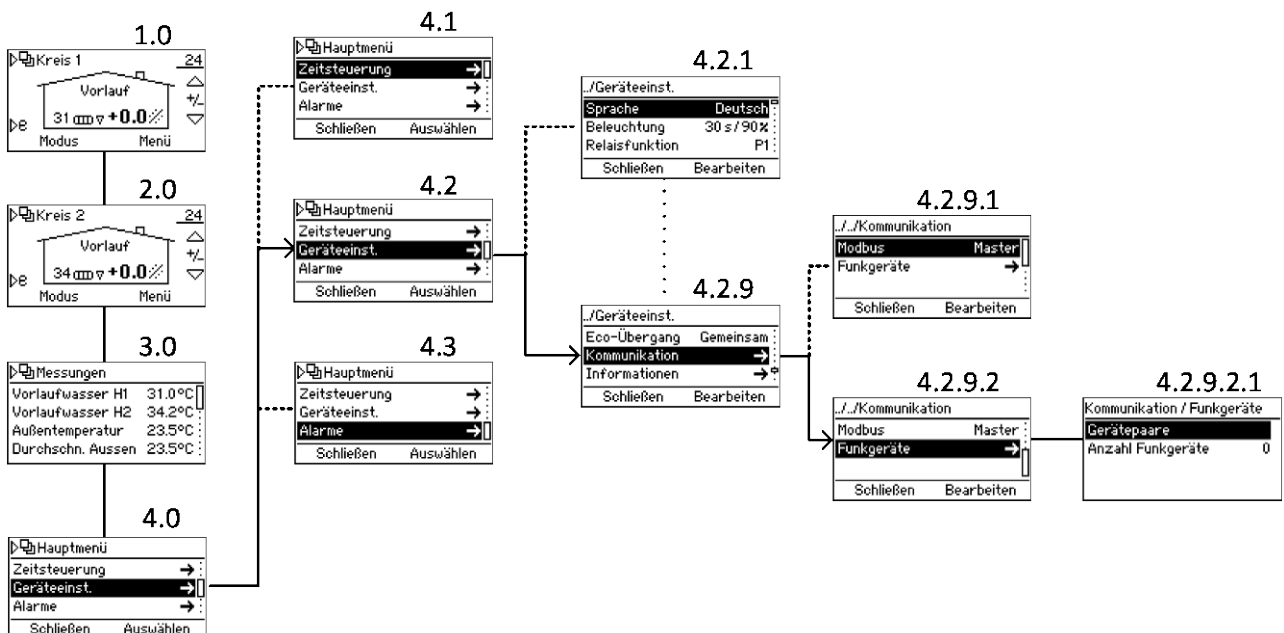 1.0
Kreis 1 24
Vorlauf
31 +0.0
+/-
e
Modus Menü
2.0
Kreis 2 24
Vorlauf
34 +0.0
+/-
e
Modus Menü
3.0
Messungen
Vorlaufwasser H1 31.0°C
Vorlaufwasser H2 34.2°C
Außentemperatur 23.5°C
Durchschn. Aussen 23.5°C
4.0
Hauptmenü
Zeitsteuerung
Geräteeinst.
Alarme
Schließen Auswählen
4.1
Hauptmenü
Zeitsteuerung
Geräteeinst.
Alarme
Schließen Auswählen
4.2
Hauptmenü
Zeitsteuerung
Geräteeinst.
Alarme
Schließen Auswählen
4.3
Hauptmenü
Zeitsteuerung
Geräteeinst.
Alarme
Schließen Auswählen
4.2.1
../Geräteeinst.
Sprache Deutsch
Beleuchtung 30 s/90%
Relaisfunktion P1
Schließen Bearbeiten
4.2.9
../Geräteeinst.
Eco-Übergang Gemeinsam
Kommunikation
Informationen
Schließen Bearbeiten
4.2.9.1
../../Kommunikation
Modbus Master
Funkgeräte
Schließen Bearbeiten
4.2.9.2
../../Kommunikation
Modbus Master
Funkgeräte
Schließen Bearbeiten
4.2.9.2.1
Kommunikation / Funkgeräte
Gerätepaare
Anzahl Funkgeräte 0